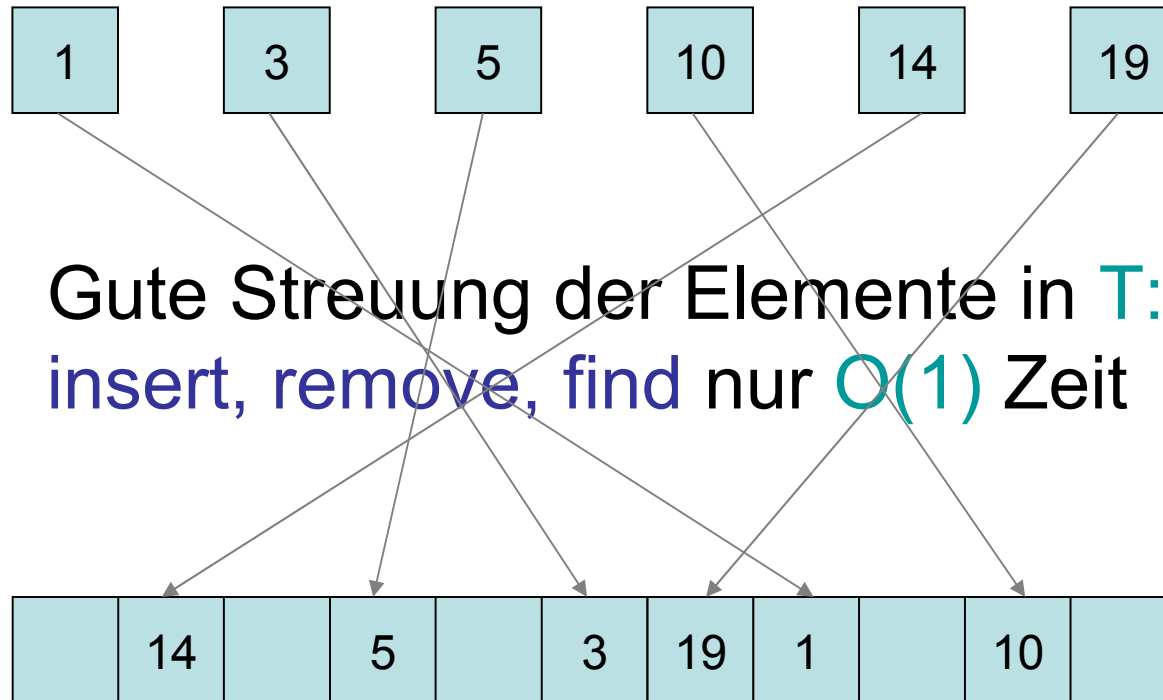 1 3 5 10 14 19
Gute Streuung der Elemente in T:
insert, remove, find nur O(1) Zeit
14 5 3 19 1 10